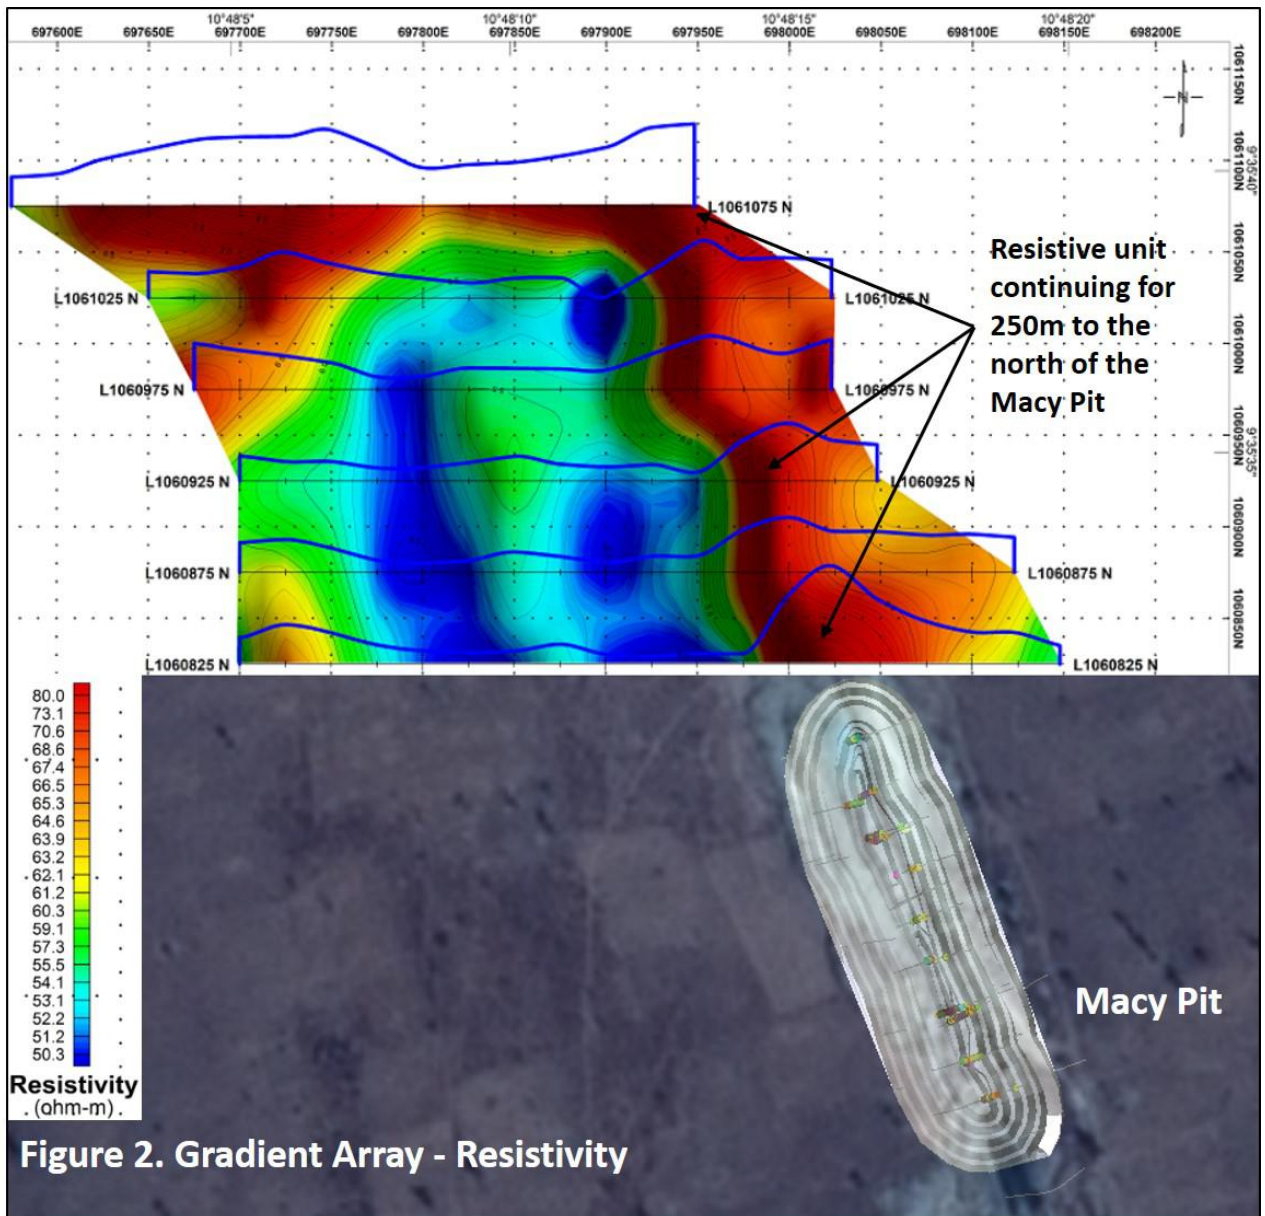 10°48'5" 10°48'10" 10°48'15" 10°48'20"
697600E 697650E 697700E 697750E 697800E 697850E 697900E 697950E 698000E 698050E 698100E 698150E 698200E
1061150N
1061100N
9°35'40"
1061050N
1061000N
1060950N
9°35'35"
1060900N
1060850N
L1061075 N
L1061025 N L1061025 N
L1060975 N L1060975 N
L1060925 N L1060925 N
L1060875 N L1060875 N
L1060825 N L1060825 N
Resistive unit
continuing for
250m to the
north of the
Macy Pit
80.0
73.1
70.6
68.6
67.4
66.5
65.3
64.6
63.9
63.2
62.1
61.2
60.3
59.1
57.3
55.5
54.1
53.1
52.2
51.2
50.3
Resistivity
(ohm-m)
Macy Pit
Figure 2. Gradient Array - Resistivity